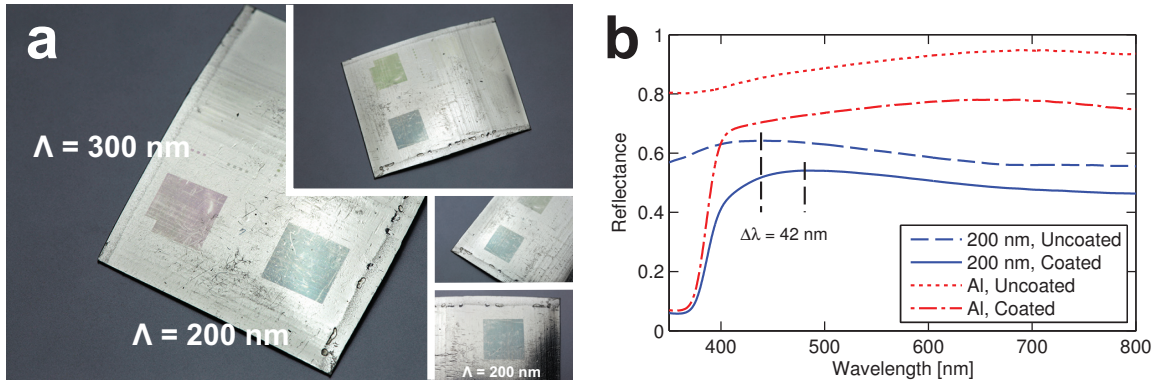 a
Λ = 300 nm
Λ = 200 nm
Λ = 200 nm
b
Reflectance
1
0.8
0.6
0.4
0.2
0
Δλ = 42 nm
200 nm, Uncoated
200 nm, Coated
Al, Uncoated
Al, Coated
400
500
600
700
800
Wavelength [nm]